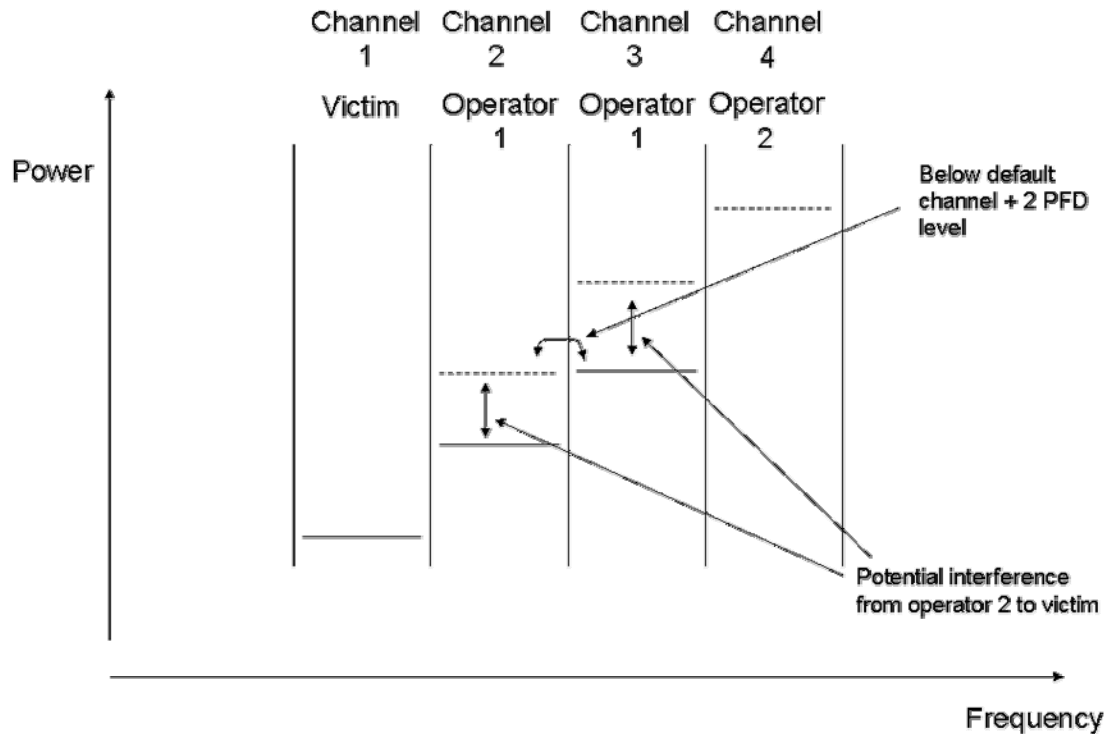 Channel 1
Channel 2
Channel 3
Channel 4
Victim
Operator 1
Operator 1
Operator 2
Power
Below default
channel + 2 PFD
level
Potential interference
from operator 2 to victim
Frequency